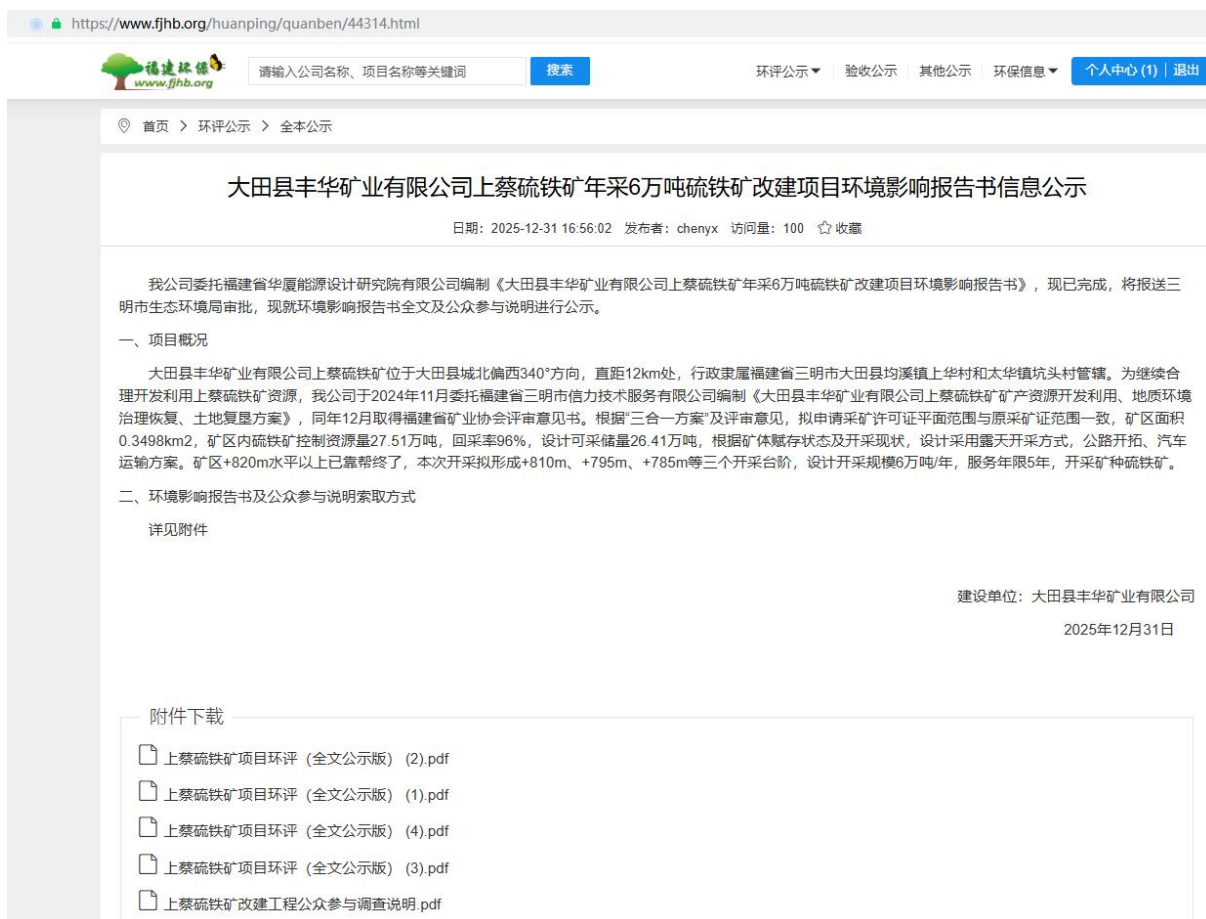 https://www.fjhb.org/huanping/quanben/44314.html
福建环保
www.fjhb.org
请输入公司名称、项目名称等关键词
搜索
环评公示
验收公示
其他公示
环保信息
个人中心 (1) | 退出
首页 > 环评公示 > 全本公示
大田县丰华矿业有限公司上蔡硫铁矿年采6万吨硫铁矿改建项目环境影响报告书信息公示
日期：2025-12-31 16:56:02 发布者：chenyx 访问量：100 收藏
我公司委托福建省华厦能源设计研究院有限公司编制《大田县丰华矿业有限公司上蔡硫铁矿年采6万吨硫铁矿改建项目环境影响报告书》，现已完成，将报送三
明市生态环境局审批，现就环境影响报告书全文及公众参与说明进行公示。
一、项目概况
大田县丰华矿业有限公司上蔡硫铁矿位于大田县城北偏西340°方向，直距12km处，行政隶属福建省三明市大田县均溪镇上华村和太华镇坑头村管辖。为继续合
理开发利用上蔡硫铁矿资源，我公司于2024年11月委托福建省三明市信力技术服务有限公司编制《大田县丰华矿业有限公司上蔡硫铁矿矿产资源开发利用、地质环境
治理恢复、土地复垦方案》，同年12月取得福建省矿业协会评审意见书。根据“三合一方案”及评审意见，拟申请采矿许可证平面范围与原采矿证范围一致，矿区面积
0.3498km2，矿区内硫铁矿控制资源量27.51万吨，回采率96%，设计可采储量26.41万吨，根据矿体赋存状态及开采现状，设计采用露天开采方式，公路开拓、汽车
运输方案。矿区+820m水平以上已靠帮终了，本次开采拟形成+810m、+795m、+785m等三个开采台阶，设计开采规模6万吨/年，服务年限5年，开采矿种硫铁矿。
二、环境影响报告书及公众参与说明索取方式
详见附件
建设单位：大田县丰华矿业有限公司
2025年12月31日
附件下载
上蔡硫铁矿项目环评（全文公示版） (2).pdf
上蔡硫铁矿项目环评（全文公示版） (1).pdf
上蔡硫铁矿项目环评（全文公示版） (4).pdf
上蔡硫铁矿项目环评（全文公示版） (3).pdf
上蔡硫铁矿改建工程公众参与调查说明.pdf